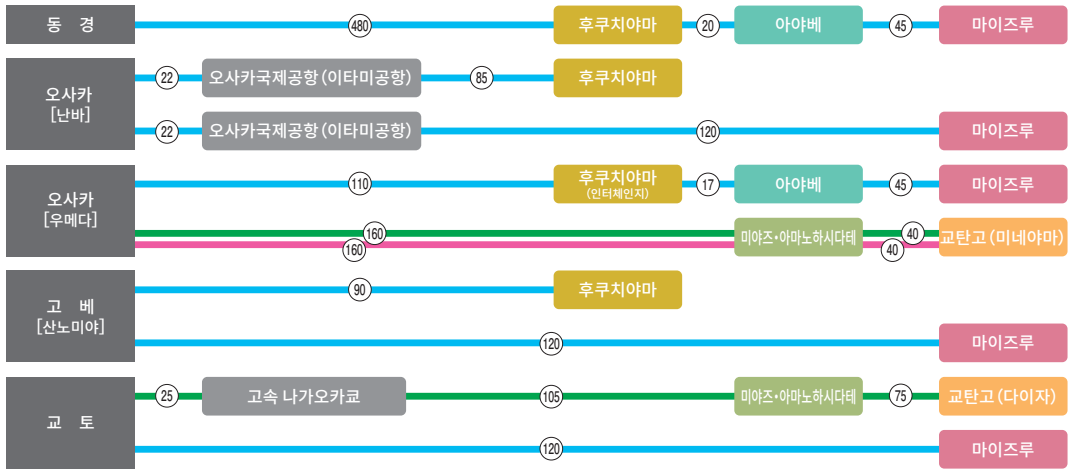 동 경
480
후쿠치야마
20
아야베
45
마이즈루
오사카
[난바]
22
오사카국제공항(이타미공항)
85
후쿠치야마
22
오사카국제공항(이타미공항)
120
마이즈루
오사카
[우메다]
110
후쿠치야마
(인터체인지)
17
아야베
45
마이즈루
160
160
미야즈•아마노하시다테
40
40
교탄고(미네야마)
고 베
[산노미야]
90
후쿠치야마
120
마이즈루
교 토
25
고속 나가오카쿄
105
미야즈•아마노하시다테
75
교탄고(다이자)
120
마이즈루